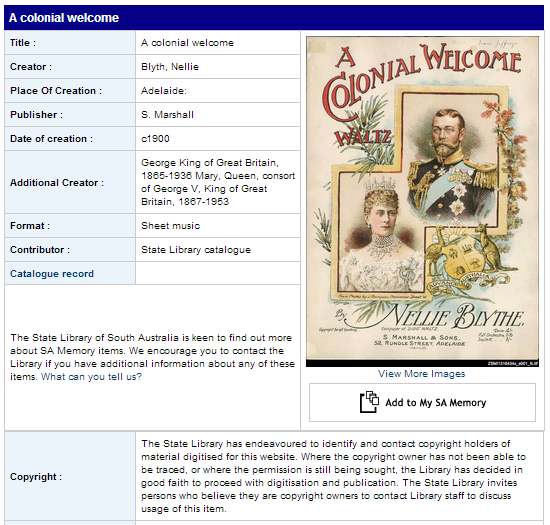 A colonial welcome
Title :
A colonial welcome
Creator :
Blyth, Nellie
Place Of Creation :
Adelaide:
Publisher :
S. Marshall
Date of creation :
c1900
Additional Creator :
George King of Great Britain,
1865-1936 Mary, Queen, consort
of George V, King of Great
Britain, 1867-1953
Format :
Sheet music
Contributor :
State Library catalogue
Catalogue record
The State Library of South Australia is keen to find out more
about SA Memory items. We encourage you to contact the
Library if you have additional information about any of these
items. What can you tell us?
A
COLONIAL WELCOME
WALTZ
ADVANCE AUSTRALIA
By
NELLIE BLYTHE.
S. MARSHALL & SONS,
52, RUNDLE STREET, ADELAIDE.
View More Images
Add to My SA Memory
Copyright :
The State Library has endeavoured to identify and contact copyright holders of
material digitised for this website. Where the copyright owner has not been able to
be traced, or where the permission is still being sought, the Library has decided in
good faith to proceed with digitisation and publication. The State Library invites
persons who believe they are copyright owners to contact Library staff to discuss
usage of this item.